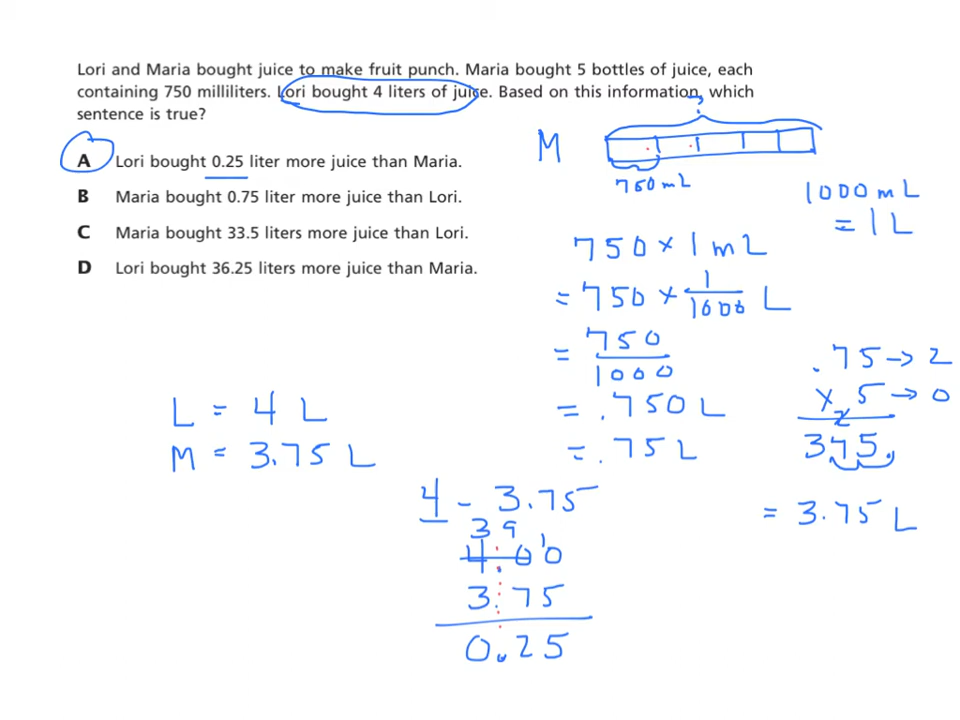 Lori and Maria bought juice to make fruit punch. Maria bought 5 bottles of juice, each
containing 750 milliliters. Lori bought 4 liters of juice. Based on this information, which
sentence is true?
?
A Lori bought 0.25 liter more juice than Maria.
B Maria bought 0.75 liter more juice than Lori.
C Maria bought 33.5 liters more juice than Lori.
D Lori bought 36.25 liters more juice than Maria.
M
750 mL
1000 mL
= 1 L
750 × 1 mL
= 750 × 1/1000 L
= 750/1000
= .750 L
= .75 L
.75 → 2
× 5 → 0
2
375.
= 3.75 L
L = 4 L
M = 3.75 L
4 - 3.75
3 9
4.00
1
3.75
0.25